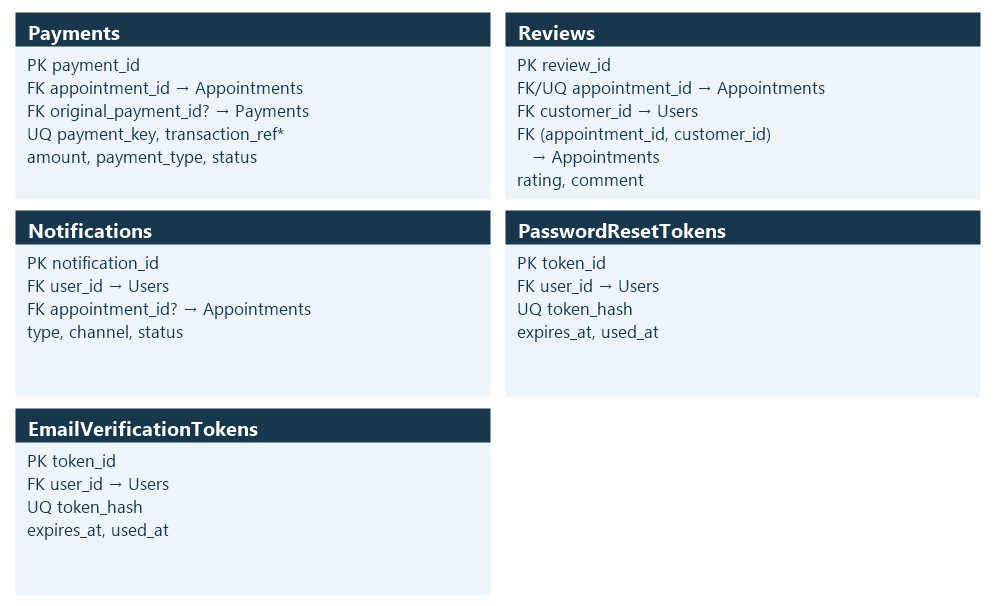 Payments
PK payment_id
FK appointment_id → Appointments
FK original_payment_id? → Payments
UQ payment_key, transaction_ref*
amount, payment_type, status
Reviews
PK review_id
FK/UQ appointment_id → Appointments
FK customer_id → Users
FK (appointment_id, customer_id)
→ Appointments
rating, comment
Notifications
PK notification_id
FK user_id → Users
FK appointment_id? → Appointments
type, channel, status
PasswordResetTokens
PK token_id
FK user_id → Users
UQ token_hash
expires_at, used_at
EmailVerificationTokens
PK token_id
FK user_id → Users
UQ token_hash
expires_at, used_at